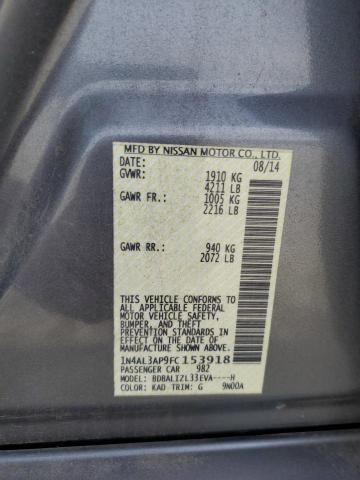 MFD BY NISSAN MOTOR CO., LTD.
DATE: 08/14
GVWR: 1910 KG
4211 LB
GAWR FR.: 1005 KG
2216 LB
GAWR RR.: 940 KG
2072 LB
THIS VEHICLE CONFORMS TO
ALL APPLICABLE FEDERAL
MOTOR VEHICLE SAFETY,
BUMPER, AND THEFT
PREVENTION STANDARDS IN
EFFECT ON THE DATE OF
MANUFACTURE SHOWN ABOVE.
1N4AL3AP9FC153918
PASSENGER CAR 982
MODEL: BDBALIZL33EVA----H
COLOR: KAD TRIM: G 9N00A